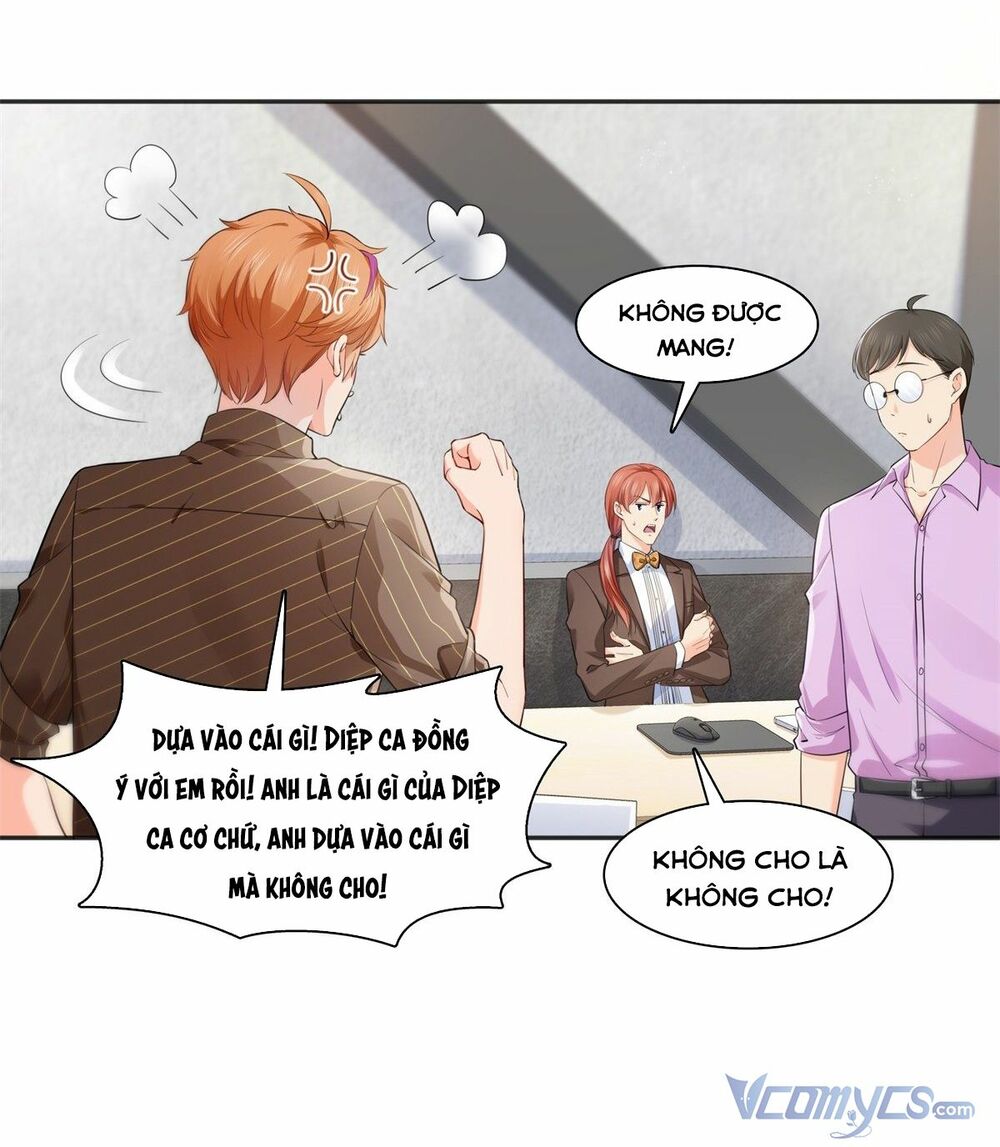 KHÔNG ĐƯỢC
MANG!
DỰA VÀO CÁI GÌ! DIỆP CA ĐỒNG
Ý VỚI EM RỒI! ANH LÀ CÁI GÌ CỦA DIỆP
CA CƠ CHỨ, ANH DỰA VÀO CÁI GÌ
MÀ KHÔNG CHO!
KHÔNG CHO LÀ
KHÔNG CHO!
VCOMYCS.com